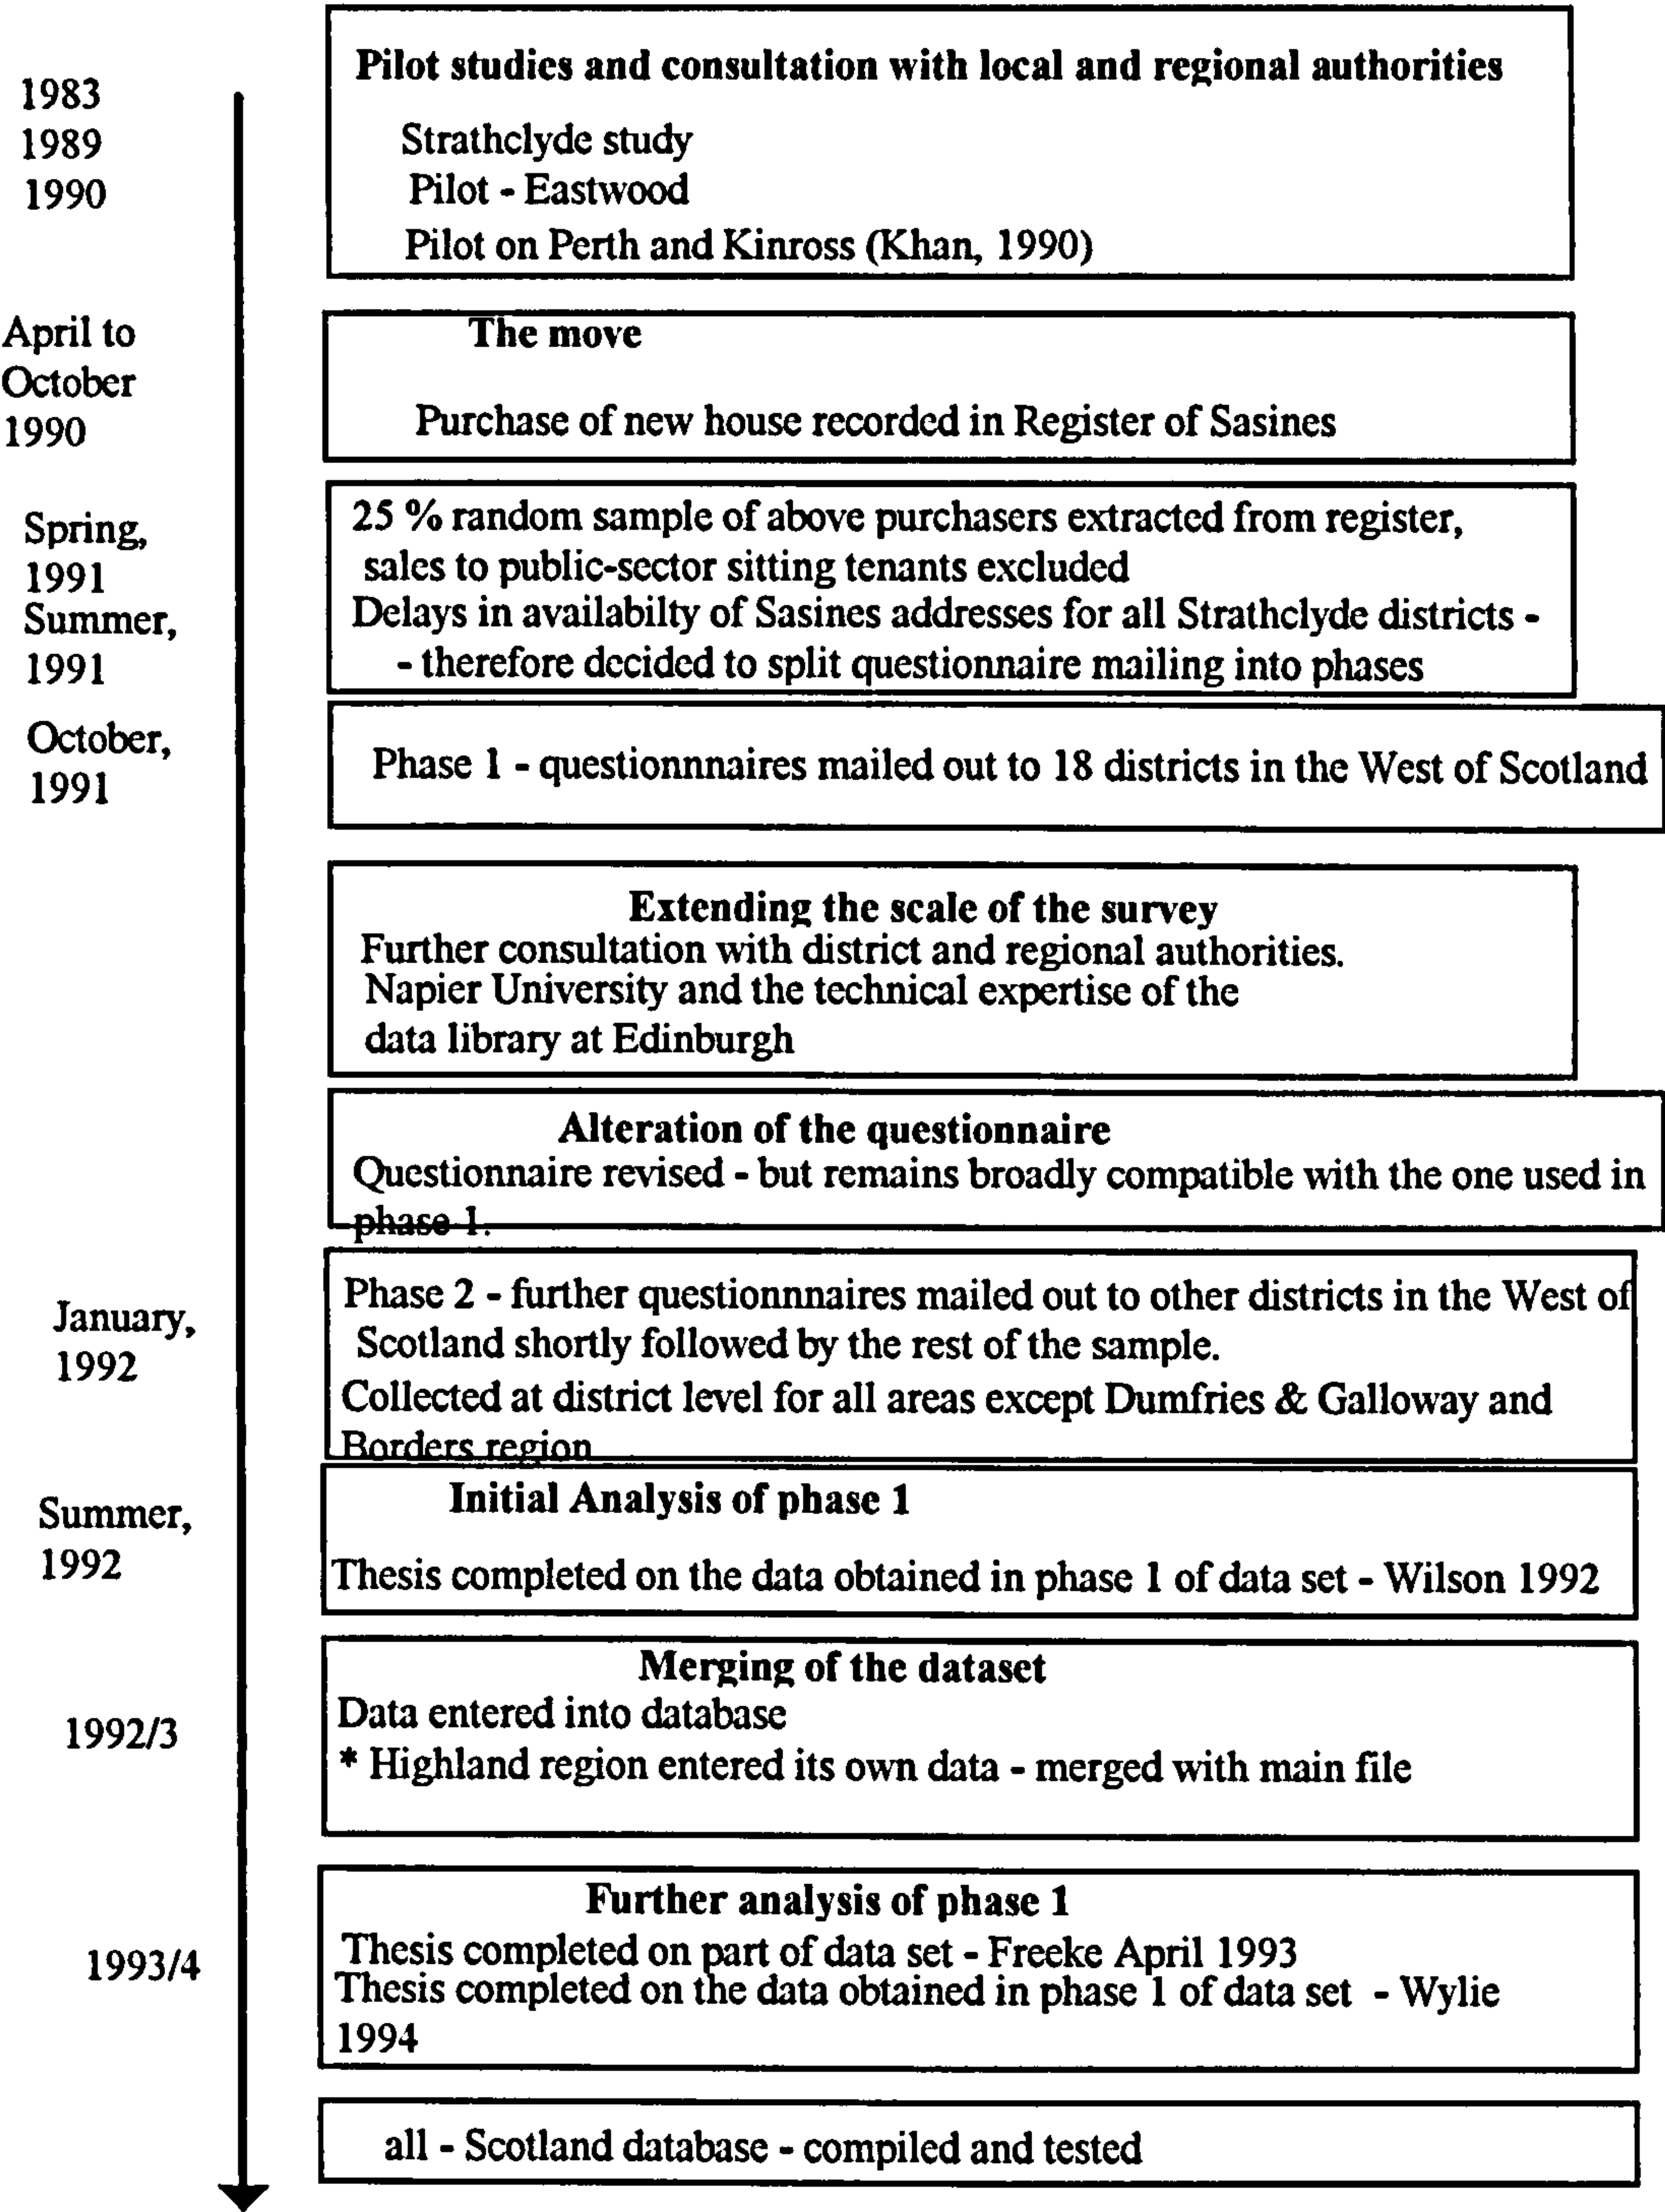 1983
1989
1990
Pilot studies and consultation with local and regional authorities
Strathclyde study
Pilot - Eastwood
Pilot on Perth and Kinross (Khan, 1990)
April to
October
1990
The move
Purchase of new house recorded in Register of Sasines
Spring,
1991
Summer,
1991
25 % random sample of above purchasers extracted from register,
sales to public-sector sitting tenants excluded
Delays in availabilty of Sasines addresses for all Strathclyde districts -
- therefore decided to split questionnaire mailing into phases
October,
1991
Phase 1 - questionnnaires mailed out to 18 districts in the West of Scotland
Extending the scale of the survey
Further consultation with district and regional authorities.
Napier University and the technical expertise of the
data library at Edinburgh
Alteration of the questionnaire
Questionnaire revised - but remains broadly compatible with the one used in
phase 1.
January,
1992
Phase 2 - further questionnnaires mailed out to other districts in the West of
Scotland shortly followed by the rest of the sample.
Collected at district level for all areas except Dumfries & Galloway and
Borders region
Summer,
1992
Initial Analysis of phase 1
Thesis completed on the data obtained in phase 1 of data set - Wilson 1992
1992/3
Merging of the dataset
Data entered into database
* Highland region entered its own data - merged with main file
1993/4
Further analysis of phase 1
Thesis completed on part of data set - Freeke April 1993
Thesis completed on the data obtained in phase 1 of data set - Wylie
1994
all - Scotland database - compiled and tested